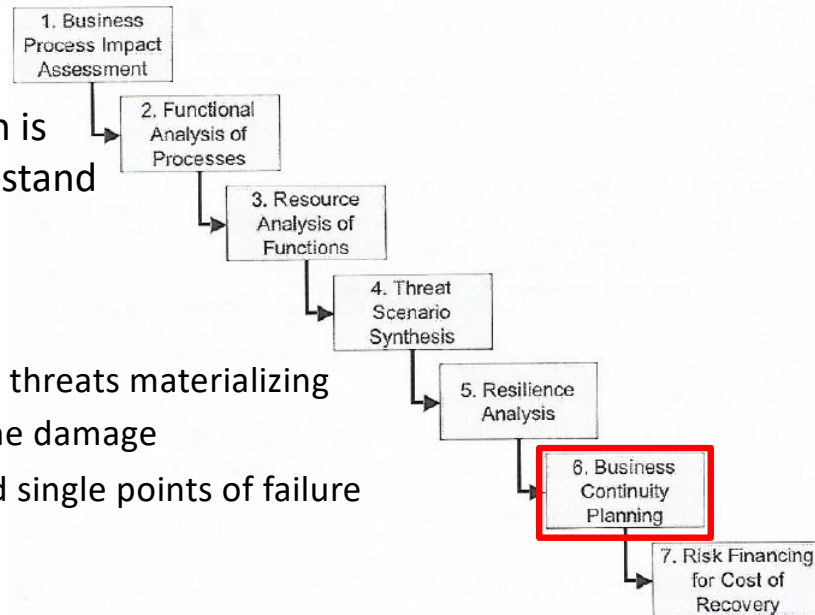 1. Business
Process Impact
Assessment
n is
stand
2. Functional
Analysis of
Processes
3. Resource
Analysis of
Functions
4. Threat
Scenario
Synthesis
threats materializing
ne damage
d single points of failure
5. Resilience
Analysis
6. Business
Continuity
Planning
7. Risk Financing
for Cost of
Recovery